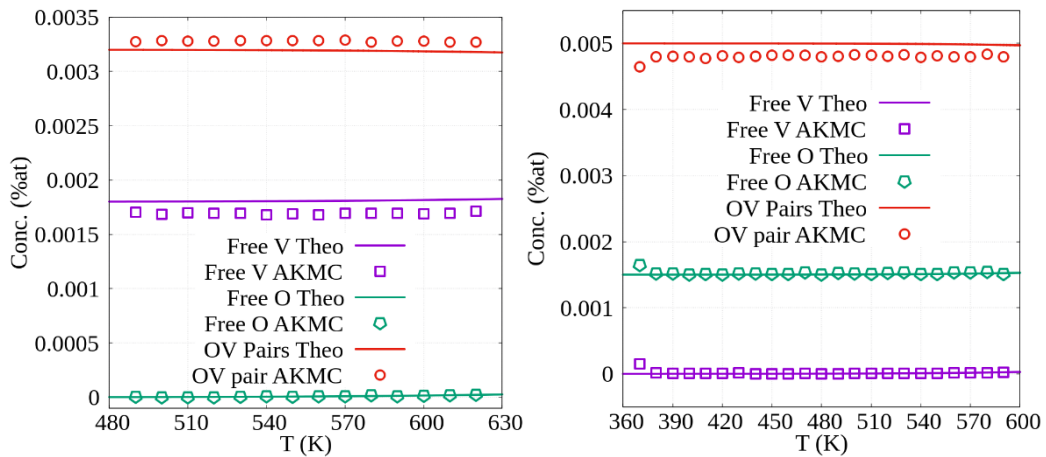 0.0035
0.003
0.0025
0.002
0.0015
0.001
0.0005
0
Conc. (%at)
Free V Theo
Free V AKMC
Free O Theo
Free O AKMC
OV Pairs Theo
OV pair AKMC
480 510 540 570 600 630
T (K)
0.005
0.004
0.003
0.002
0.001
0
Conc. (%at)
Free V Theo
Free V AKMC
Free O Theo
Free O AKMC
OV Pairs Theo
OV pair AKMC
360 390 420 450 480 510 540 570 600
T (K)